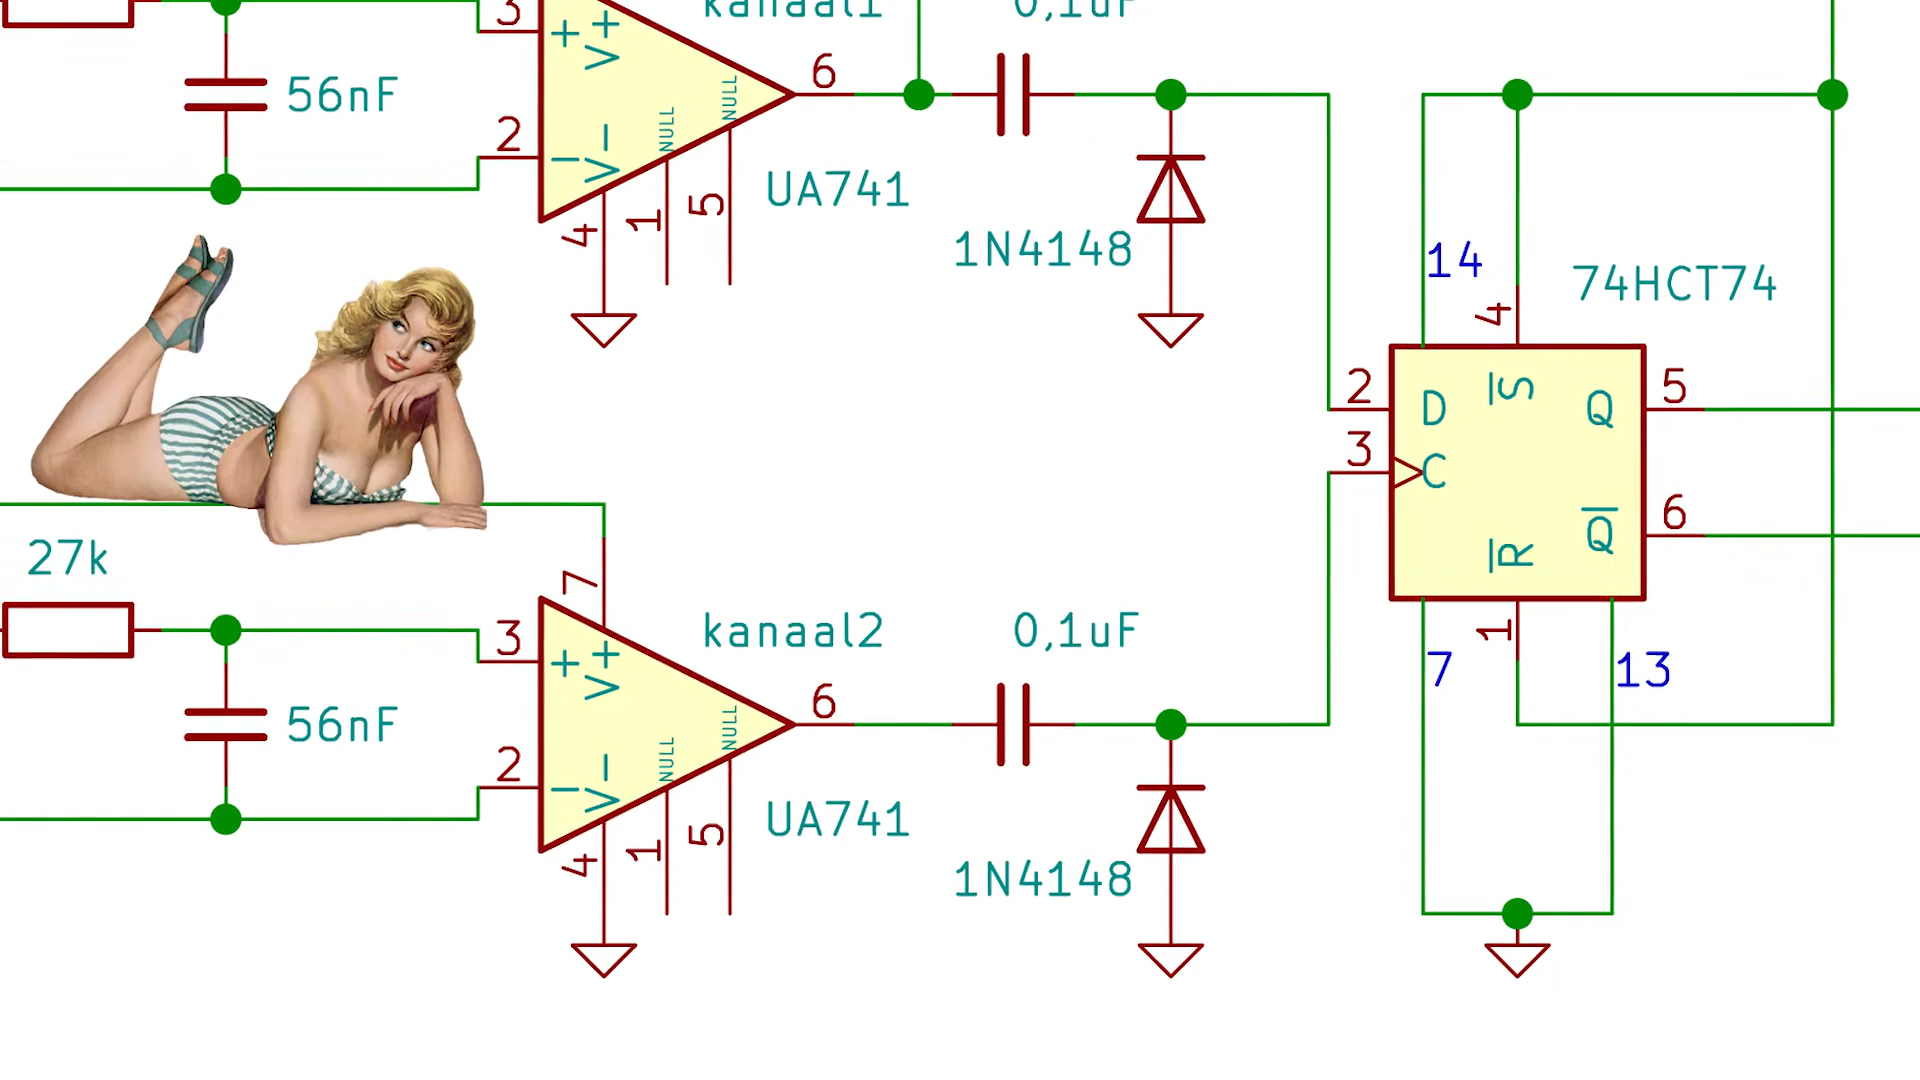 kanaal1
0,1uF
3
+
V+
56nF
6
NULL
NULL
2
−
V-
UA741
5
1
4
1N4148
14
4
74HCT74
2
D
S
Q
5
3
C
6
Q
R
27k
7
1
7
13
kanaal2
0,1uF
3
+
V+
56nF
6
NULL
NULL
2
−
V-
UA741
5
1
4
1N4148